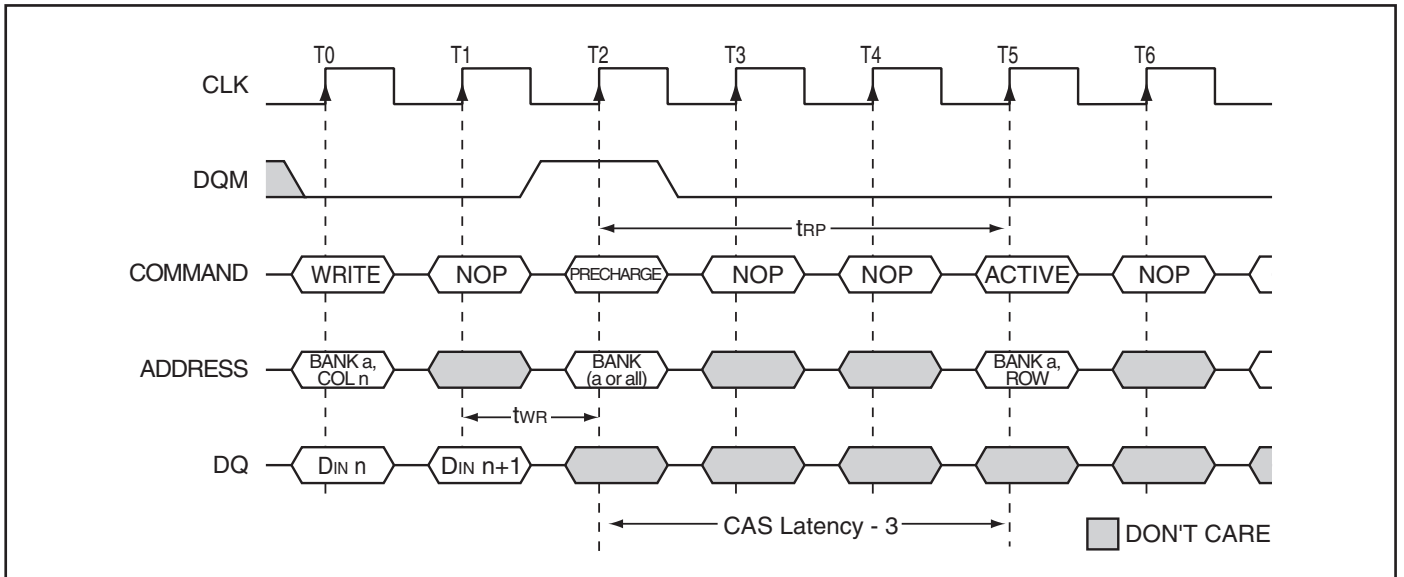 T0 T1 T2 T3 T4 T5 T6
CLK
DQM
tRP
COMMAND WRITE NOP PRECHARGE NOP NOP ACTIVE NOP
ADDRESS BANK a, COL n BANK (a or all) BANK a, ROW
tWR
DQ DIN n DIN n+1
CAS Latency - 3
DON'T CARE